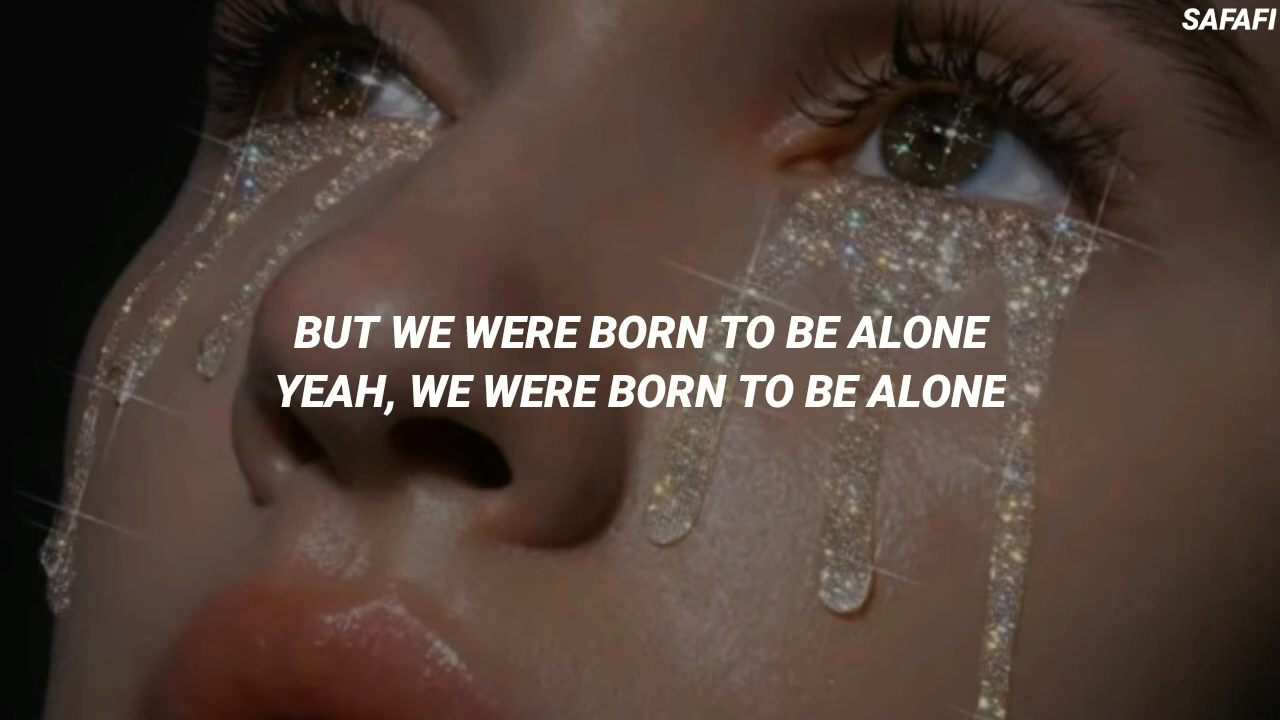 SAFAFI
BUT WE WERE BORN TO BE ALONE
YEAH, WE WERE BORN TO BE ALONE